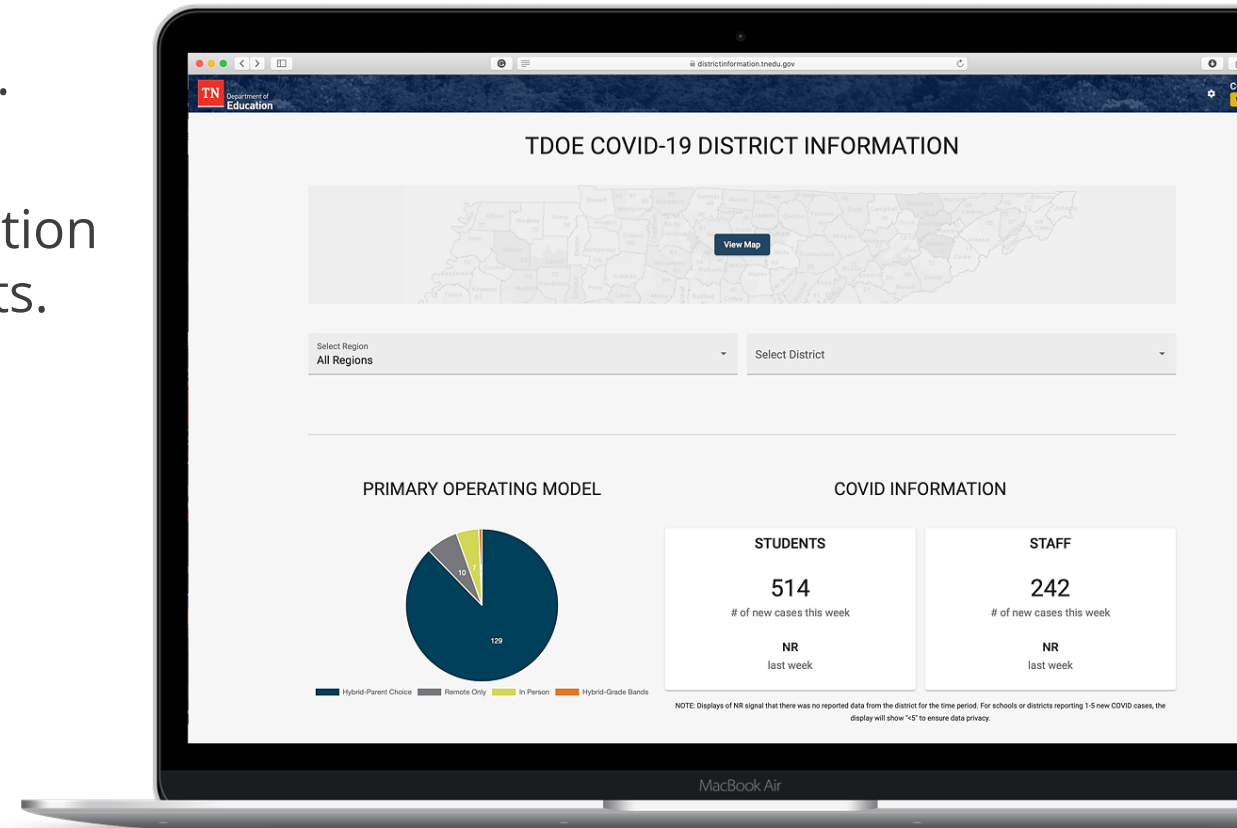 .
tion
ts.
districtinformation.tnedu.gov
TN
Department of
Education
TDOE COVID-19 DISTRICT INFORMATION
View Map
Select Region
All Regions
Select District
PRIMARY OPERATING MODEL
COVID INFORMATION
10
7
129
Hybrid-Parent Choice Remote Only In Person Hybrid-Grade Bands
STUDENTS
514
# of new cases this week
NR
last week
STAFF
242
# of new cases this week
NR
last week
NOTE: Displays of NR signal that there was no reported data from the district for the time period. For schools or districts reporting 1-5 new COVID cases, the
display will show "<5" to ensure data privacy.
MacBook Air